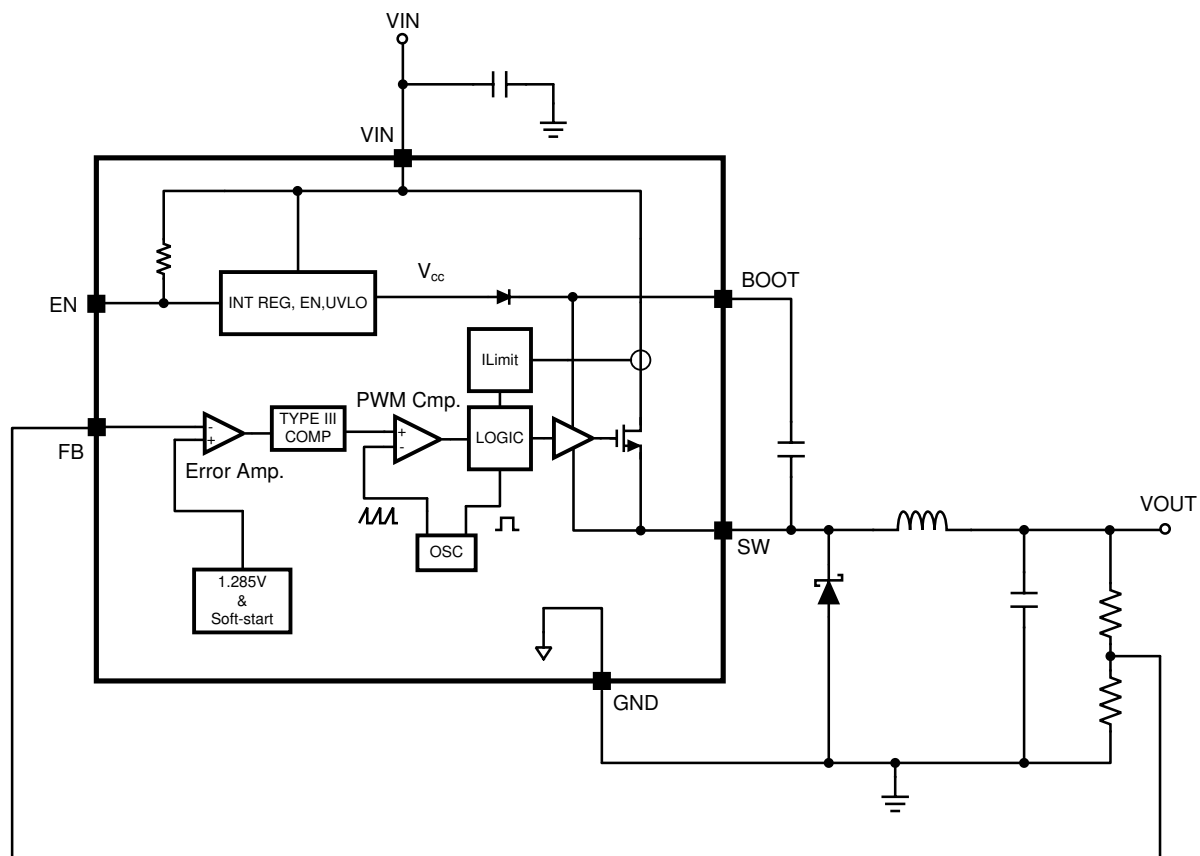 VIN
VIN
V_cc
BOOT
EN
INT REG, EN,UVLO
ILimit
PWM Cmp.
TYPE III
COMP
-
+
+
-
LOGIC
FB
Error Amp.
OSC
SW
VOUT
1.285V
&
Soft-start
GND